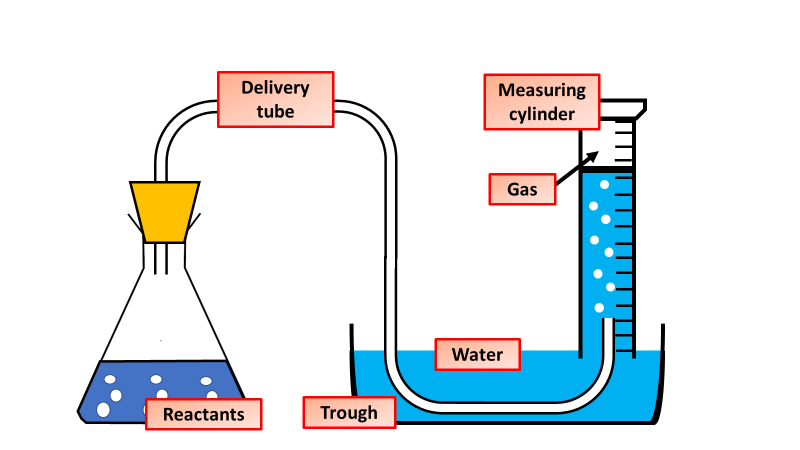 Delivery
tube
Measuring
cylinder
Gas
Water
Reactants
Trough